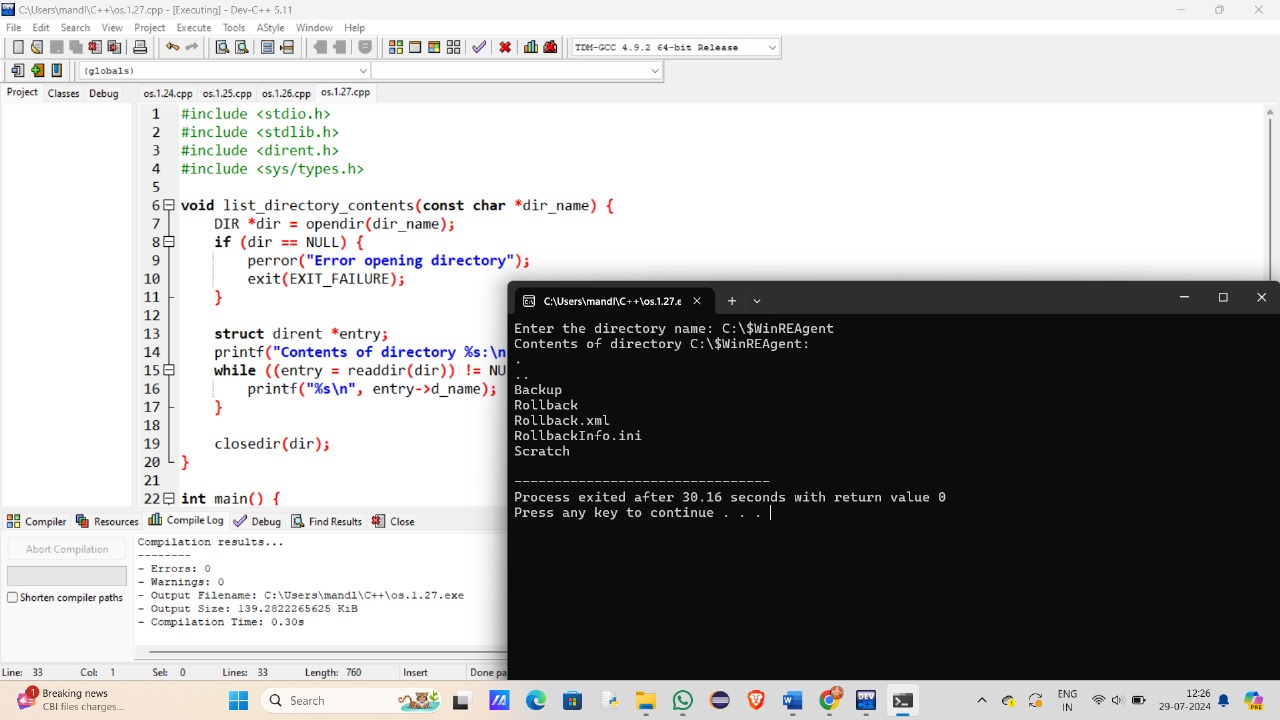 C:\Users\mandl\C++\os.1.27.cpp - [Executing] - Dev-C++ 5.11
File Edit Search View Project Execute Tools AStyle Window Help
TDM-GCC 4.9.2 64-bit Release
(globals)
Project Classes Debug os.1.24.cpp os.1.25.cpp os.1.26.cpp os.1.27.cpp
1 #include <stdio.h>
2 #include <stdlib.h>
3 #include <dirent.h>
4 #include <sys/types.h>
5
6 void list_directory_contents(const char *dir_name) {
7 DIR *dir = opendir(dir_name);
8 if (dir == NULL) {
9 perror("Error opening directory");
10 exit(EXIT_FAILURE);
11 }
12
13 struct dirent *entry;
14 printf("Contents of directory %s:\n
15 while ((entry = readdir(dir)) != NU
16 printf("%s\n", entry->d_name);
17 }
18
19 closedir(dir);
20 }
21
22 int main() {
C:\Users\mandl\C++\os.1.27.e
Enter the directory name: C:\$WinREAgent
Contents of directory C:\$WinREAgent:
.
..
Backup
Rollback
Rollback.xml
RollbackInfo.ini
Scratch
--------------------------------
Process exited after 30.16 seconds with return value 0
Press any key to continue . . .
Compiler Resources Compile Log Debug Find Results Close
Abort Compilation
Shorten compiler paths
Compilation results...
--------
- Errors: 0
- Warnings: 0
- Output Filename: C:\Users\mandl\C++\os.1.27.exe
- Output Size: 139.2822265625 KiB
- Compilation Time: 0.30s
Line: 33 Col: 1 Sel: 0 Lines: 33 Length: 760 Insert Done pa
1 Breaking news
CBI files charges...
Search
DEV
ENG
IN
12:26
29-07-2024
PRE